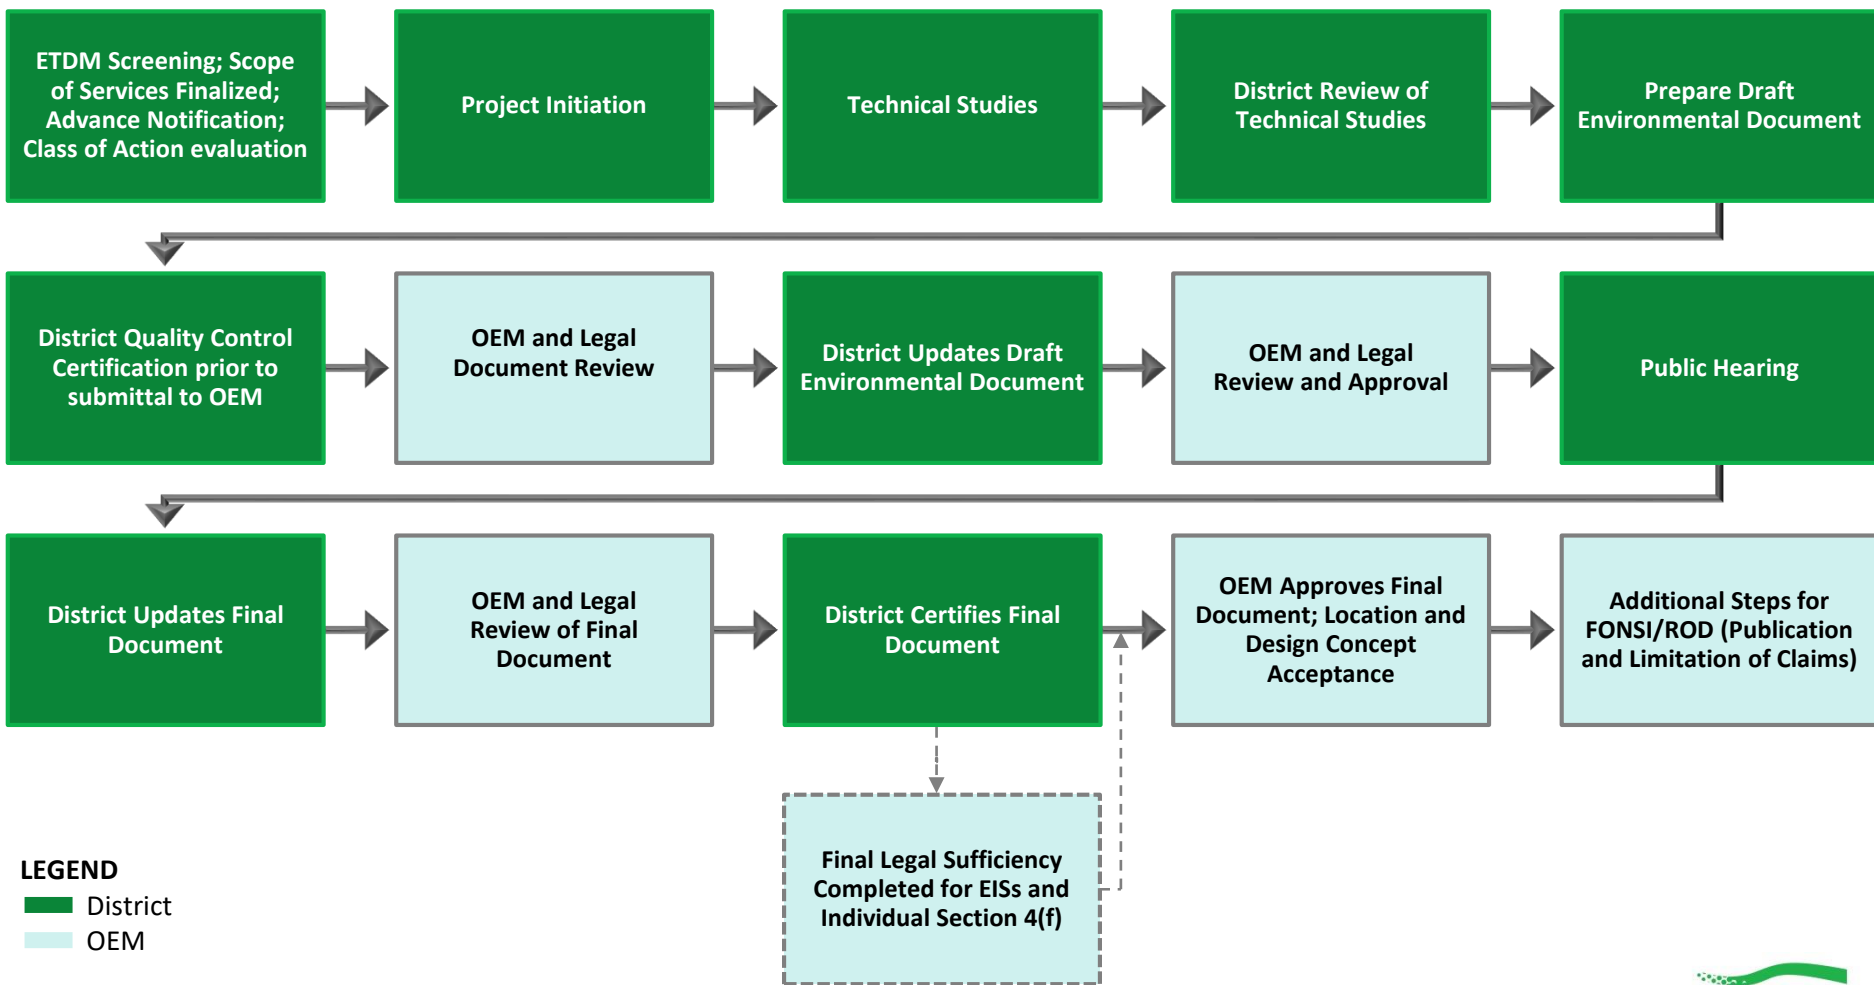 ETDM Screening; Scope
of Services Finalized;
Advance Notification;
Class of Action evaluation
Project Initiation
Technical Studies
District Review of
Technical Studies
Prepare Draft
Environmental Document
District Quality Control
Certification prior to
submittal to OEM
OEM and Legal
Document Review
District Updates Draft
Environmental Document
OEM and Legal
Review and Approval
Public Hearing
District Updates Final
Document
OEM and Legal
Review of Final
Document
District Certifies Final
Document
OEM Approves Final
Document; Location and
Design Concept
Acceptance
Additional Steps for
FONSI/ROD (Publication
and Limitation of Claims)
Final Legal Sufficiency
Completed for EISs and
Individual Section 4(f)
LEGEND
District
OEM